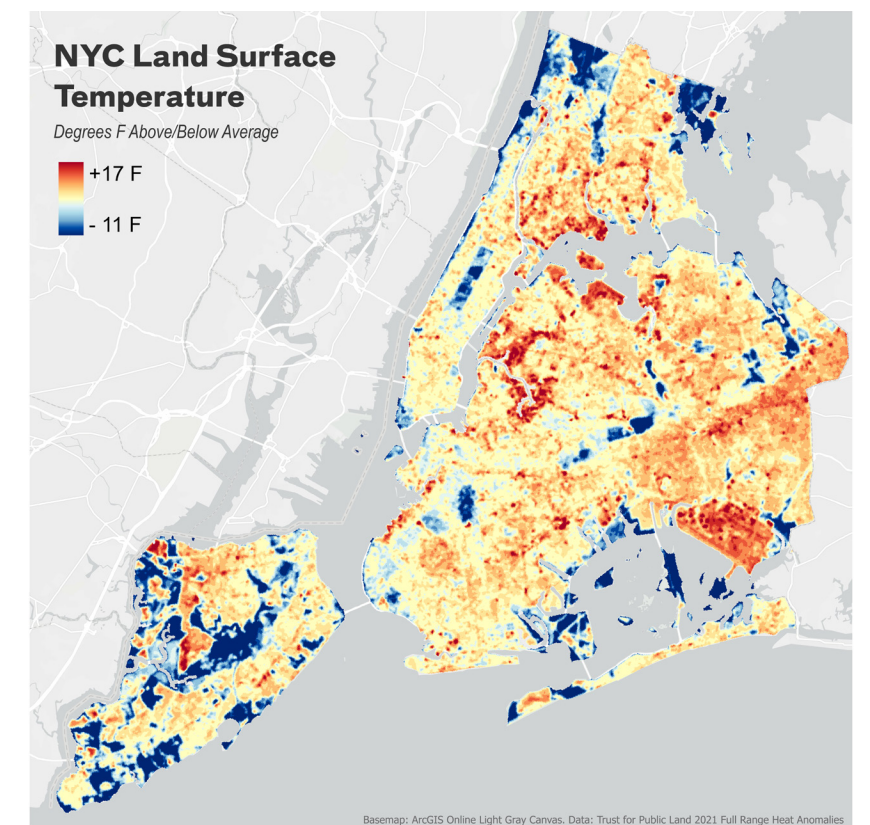 NYC Land Surface
Temperature
Degrees F Above/Below Average
+17 F
- 11 F
Basemap: ArcGIS Online Light Gray Canvas. Data: Trust for Public Land 2021 Full Range Heat Anomalies